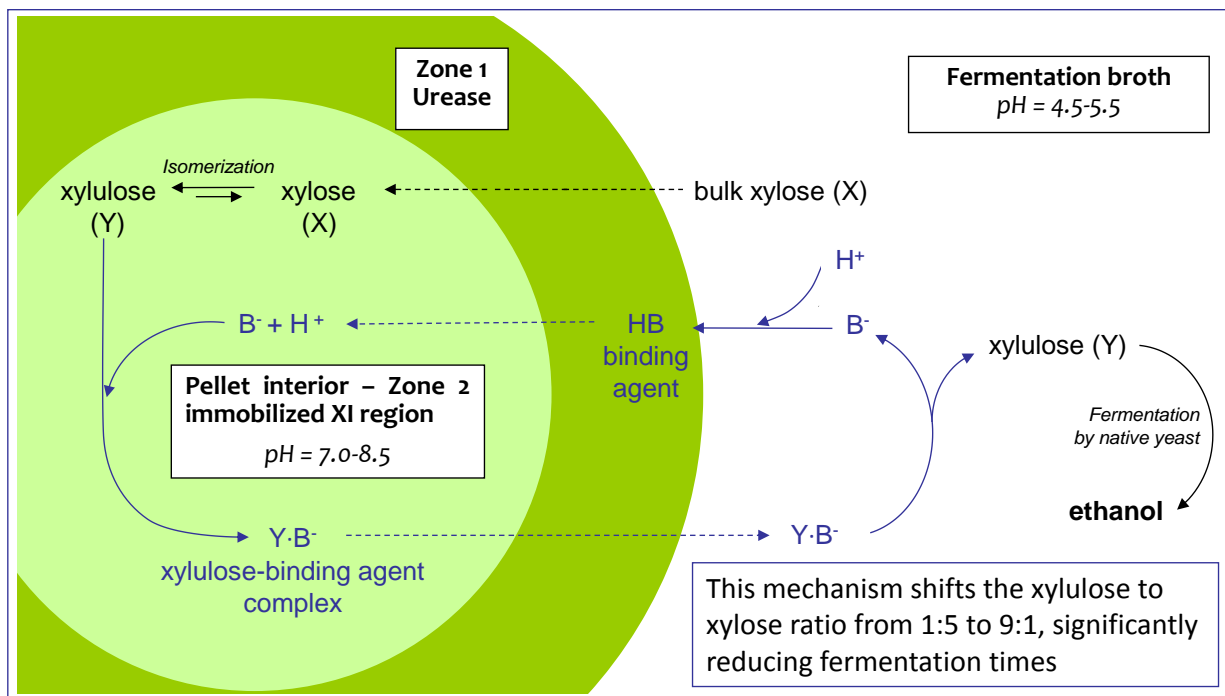 Zone 1
Urease
Fermentation broth
pH = 4.5-5.5
Isomerization
xylulose
(Y)
xylose
(X)
bulk xylose (X)
H⁺
B⁻ + H⁺
HB
binding
agent
B⁻
xylulose (Y)
Pellet interior – Zone 2
immobilized XI region
pH = 7.0-8.5
Fermentation
by native yeast
ethanol
Y·B⁻
xylulose-binding agent
complex
Y·B⁻
This mechanism shifts the xylulose to
xylose ratio from 1:5 to 9:1, significantly
reducing fermentation times